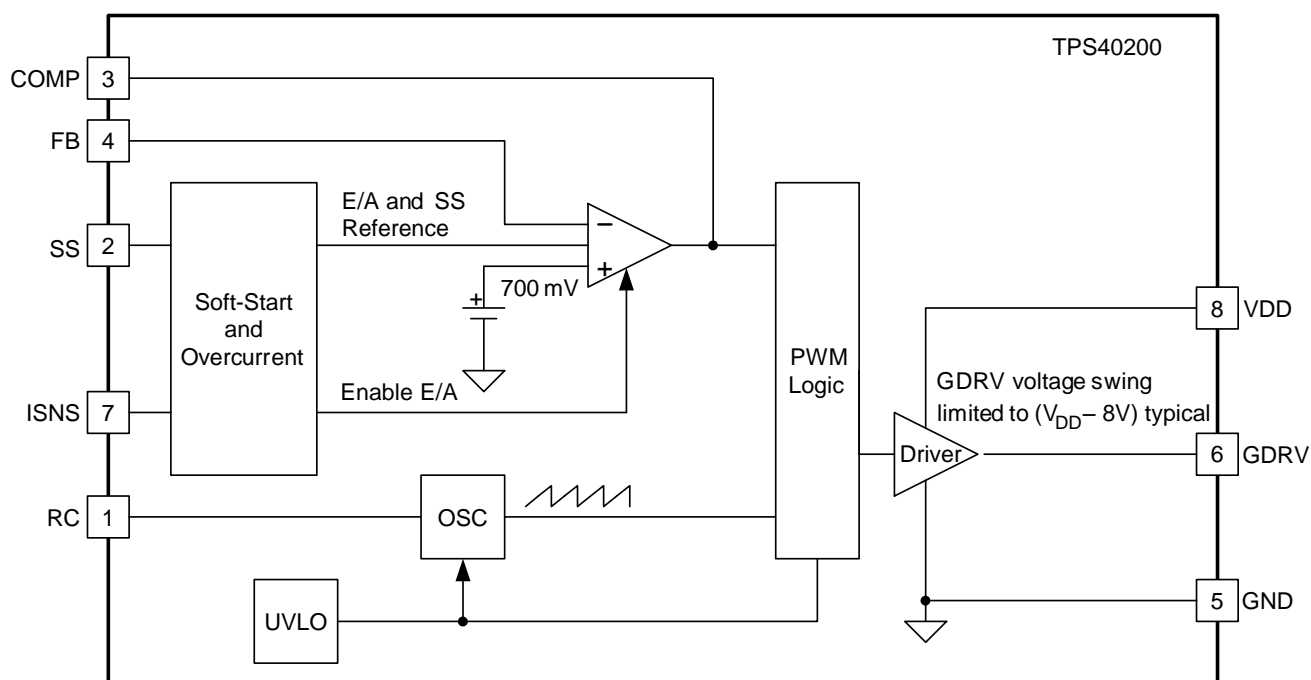 TPS40200
COMP
3
FB
4
E/A and SS
Reference
SS
2
−
+
+
700 mV
Soft-Start
and
Overcurrent
8
VDD
PWM
Logic
GDRV voltage swing
limited to (VDD– 8V) typical
Enable E/A
ISNS
7
Driver
6
GDRV
RC
1
OSC
UVLO
5
GND